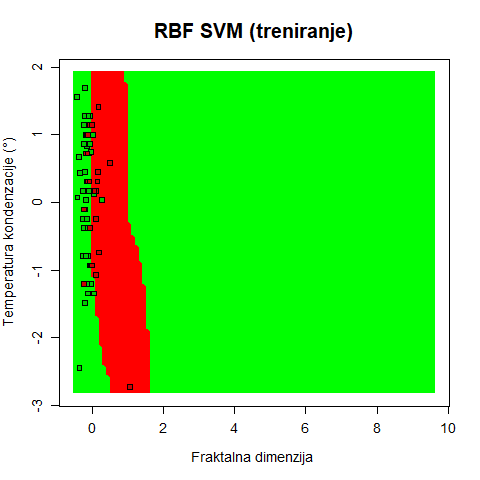 RBF SVM (treniranje)
Temperatura kondenzacije (°)
2
1
0
-1
-2
-3
0 2 4 6 8 10
Fraktalna dimenzija